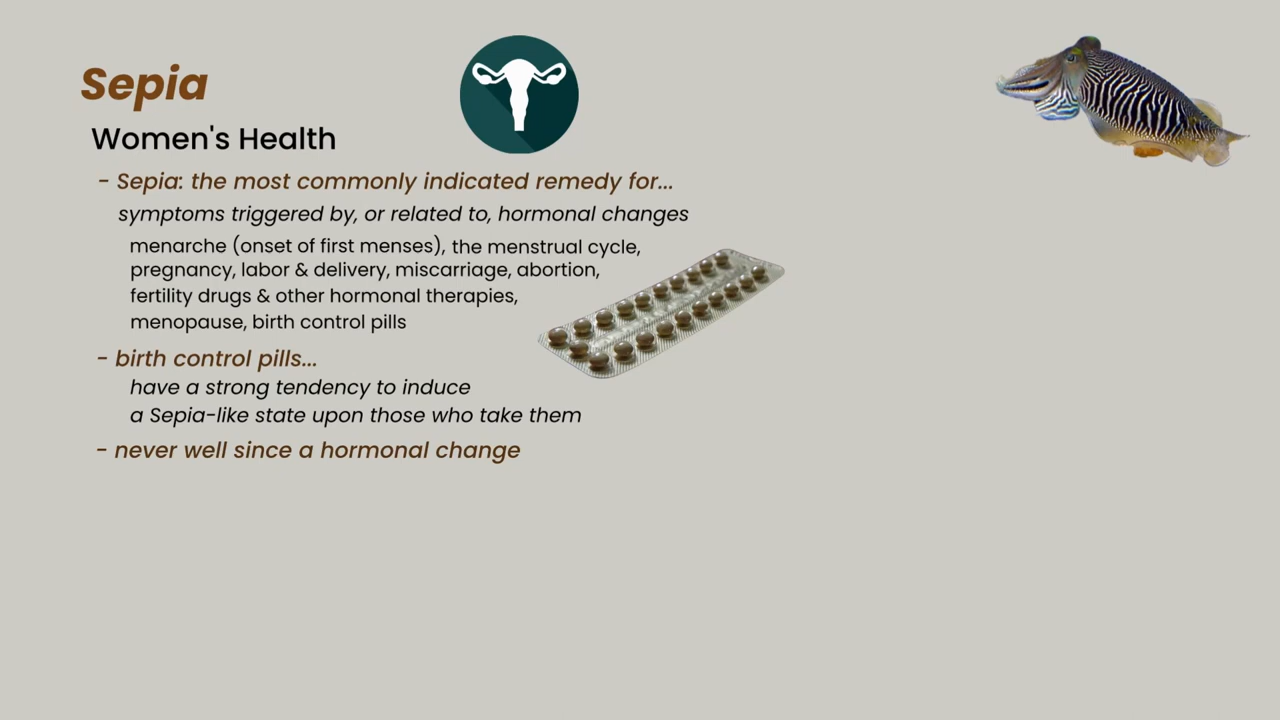 Sepia
Women's Health
- Sepia: the most commonly indicated remedy for...
symptoms triggered by, or related to, hormonal changes
menarche (onset of first menses), the menstrual cycle,
pregnancy, labor & delivery, miscarriage, abortion,
fertility drugs & other hormonal therapies,
menopause, birth control pills
- birth control pills...
have a strong tendency to induce
a Sepia-like state upon those who take them
- never well since a hormonal change